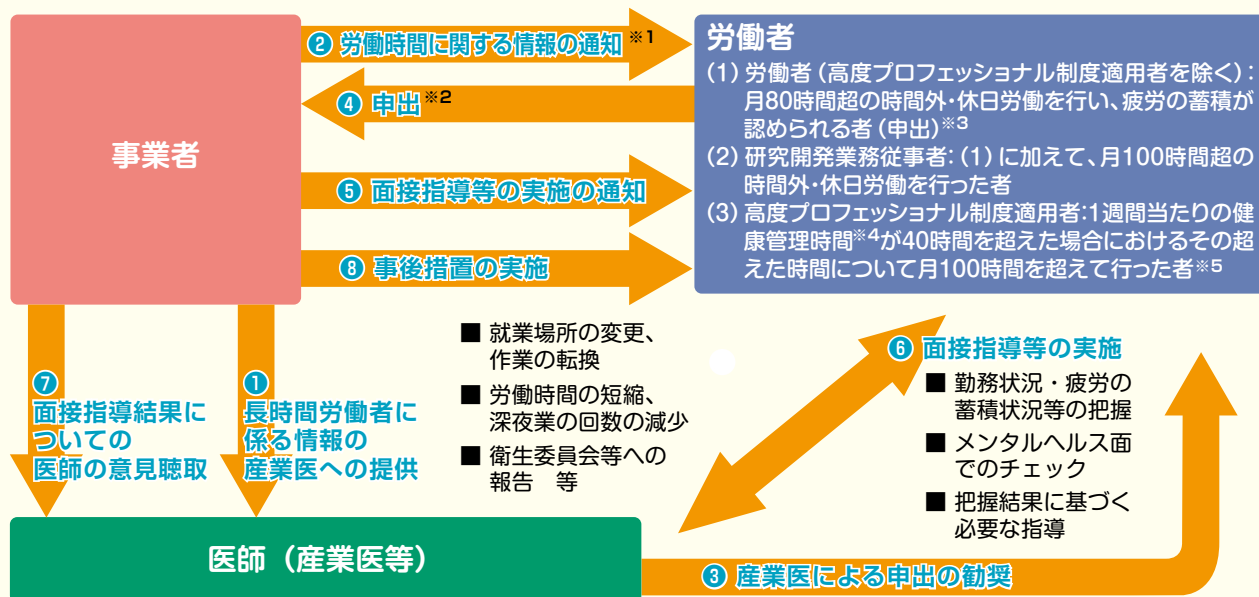 事業者
❷ 労働時間に関する情報の通知※1
❹ 申出※2
❺ 面接指導等の実施の通知
❽ 事後措置の実施
労働者
(1) 労働者(高度プロフェッショナル制度適用者を除く):
月80時間超の時間外・休日労働を行い、疲労の蓄積が
認められる者(申出)※3
(2) 研究開発業務従事者:(1)に加えて、月100時間超の
時間外・休日労働を行った者
(3) 高度プロフェッショナル制度適用者:1週間当たりの健
康管理時間※4が40時間を超えた場合におけるその超
えた時間について月100時間を超えて行った者※5
❼
面接指導結果に
ついての
医師の意見聴取
❶
長時間労働者に
係る情報の
産業医への提供
■ 就業場所の変更、
作業の転換
■ 労働時間の短縮、
深夜業の回数の減少
■ 衛生委員会等への
報告 等
❻ 面接指導等の実施
■ 勤務状況・疲労の
蓄積状況等の把握
■ メンタルヘルス面
でのチェック
■ 把握結果に基づく
必要な指導
医師(産業医等)
❸ 産業医による申出の勧奨